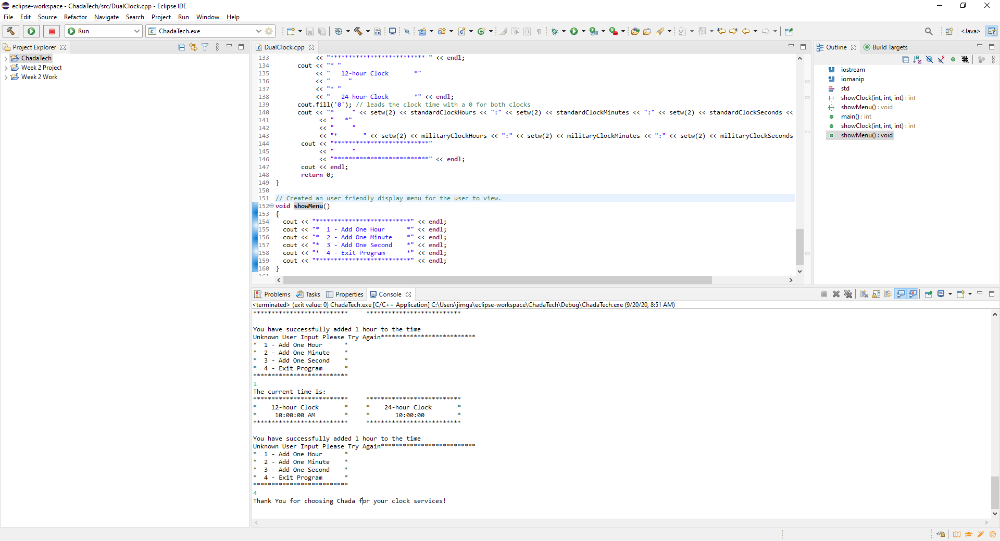 eclipse-workspace - ChadaTech/src/DualClock.cpp - Eclipse IDE
File Edit Source Refactor Navigate Search Project Run Window Help
Run ChadaTech.exe <Java>
Project Explorer
ChadaTech
Week 2 Project
Week 2 Work
DualClock.cpp
133 << "************************** " << endl;
134 cout << "* "
135 << "   12-hour Clock       *"
136 << "     "
137 << "* "
138 << "   24-hour Clock       *" << endl;
139 cout.fill('0'); // leads the clock time with a 0 for both clocks
140 cout << "*     " << setw(2) << standardClockHours << ":" << setw(2) << standardClockMinutes << ":" << setw(2) << standardClockSeconds <<
141 << "   *"
142 << "     "
143 << "*       " << setw(2) << militaryClockHours << ":" << setw(2) << militaryClockMinutes << ":" << setw(2) << militaryClockSeconds
144 cout << "**************************"
145 << "     "
146 << "**************************" << endl;
147 cout << endl;
148 return 0;
149 }
150
151 // Created an user friendly display menu for the user to view.
152 void showMenu()
153 {
154 cout << "**************************" << endl;
155 cout << "*  1 - Add One Hour      *" << endl;
156 cout << "*  2 - Add One Minute    *" << endl;
157 cout << "*  3 - Add One Second    *" << endl;
158 cout << "*  4 - Exit Program      *" << endl;
159 cout << "**************************" << endl;
160 }
Outline Build Targets
iostream
iomanip
std
showClock(int, int, int) : int
showMenu() : void
main() : int
showClock(int, int, int) : int
showMenu() : void
Problems Tasks Properties Console
<terminated> (exit value: 0) ChadaTech.exe [C/C++ Application] C:\Users\jimga\eclipse-workspace\ChadaTech\Debug\ChadaTech.exe (9/20/20, 8:51 AM)
**************************     **************************
You have successfully added 1 hour to the time
Unknown User Input Please Try Again**************************
*  1 - Add One Hour      *
*  2 - Add One Minute    *
*  3 - Add One Second    *
*  4 - Exit Program      *
**************************
1
The current time is:
**************************     **************************
*    12-hour Clock       *     *    24-hour Clock       *
*     10:00:00 AM        *     *       10:00:00         *
**************************     **************************
You have successfully added 1 hour to the time
Unknown User Input Please Try Again**************************
*  1 - Add One Hour      *
*  2 - Add One Minute    *
*  3 - Add One Second    *
*  4 - Exit Program      *
**************************
4
Thank You for choosing Chada for your clock services!